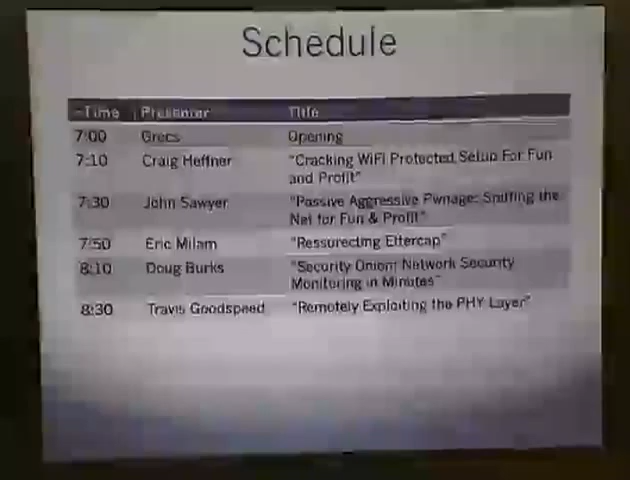 Schedule
~Time Presenter Title
7:00 Grecs Opening
7:10 Craig Heffner "Cracking WiFi Protected Setup For Fun
and Profit"
7:30 John Sawyer "Passive Aggressive Pwnage: Sniffing the
Net for Fun & Profit"
7:50 Eric Milam "Ressurecting Ettercap"
8:10 Doug Burks "Security Onion: Network Security
Monitoring in Minutes"
8:30 Travis Goodspeed "Remotely Exploiting the PHY Layer"